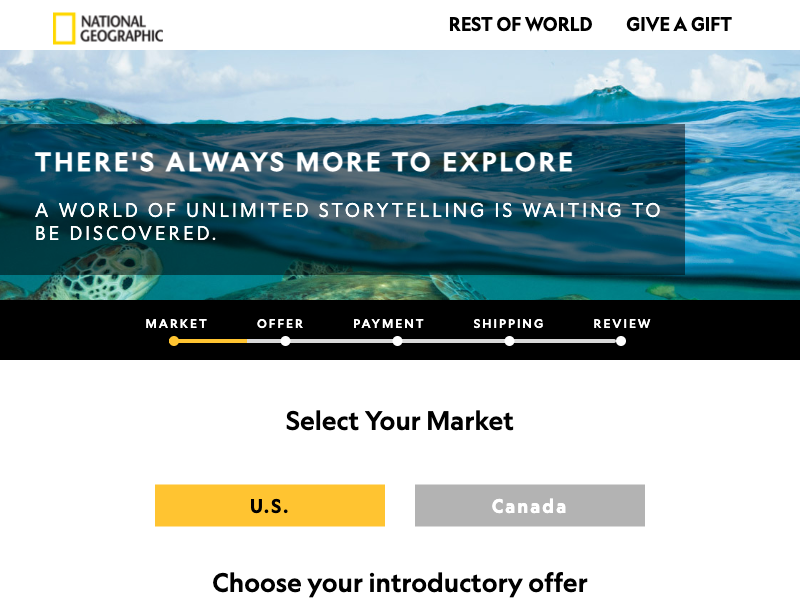 NATIONAL
GEOGRAPHIC
REST OF WORLD
GIVE A GIFT
THERE'S ALWAYS MORE TO EXPLORE
A WORLD OF UNLIMITED STORYTELLING IS WAITING TO
BE DISCOVERED.
MARKET
OFFER
PAYMENT
SHIPPING
REVIEW
Select Your Market
U.S.
Canada
Choose your introductory offer